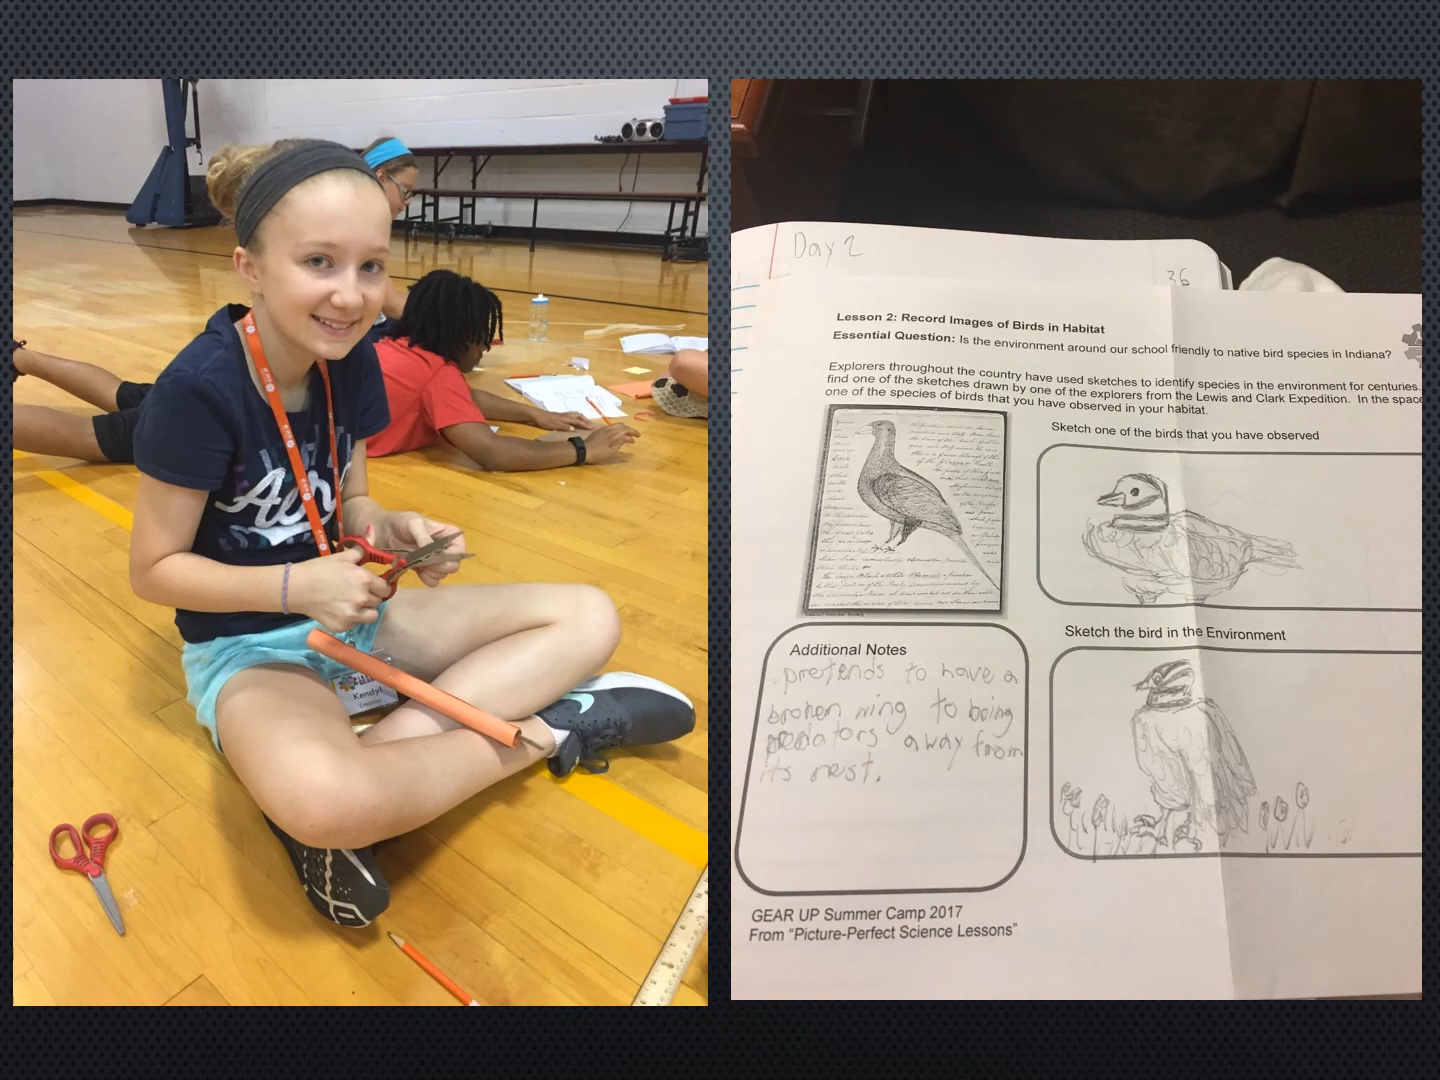 Aéro
Kendyl
Day 2
36
Lesson 2: Record Images of Birds in Habitat
Essential Question: Is the environment around our school friendly to native bird species in Indiana?
Explorers throughout the country have used sketches to identify species in the environment for centuries.
find one of the sketches drawn by one of the explorers from the Lewis and Clark Expedition. In the space
one of the species of birds that you have observed in your habitat.
Sketch one of the birds that you have observed
Sketch the bird in the Environment
Additional Notes
pretends to have a
broken wing to being
predators away from
its nest.
GEAR UP Summer Camp 2017
From "Picture-Perfect Science Lessons"